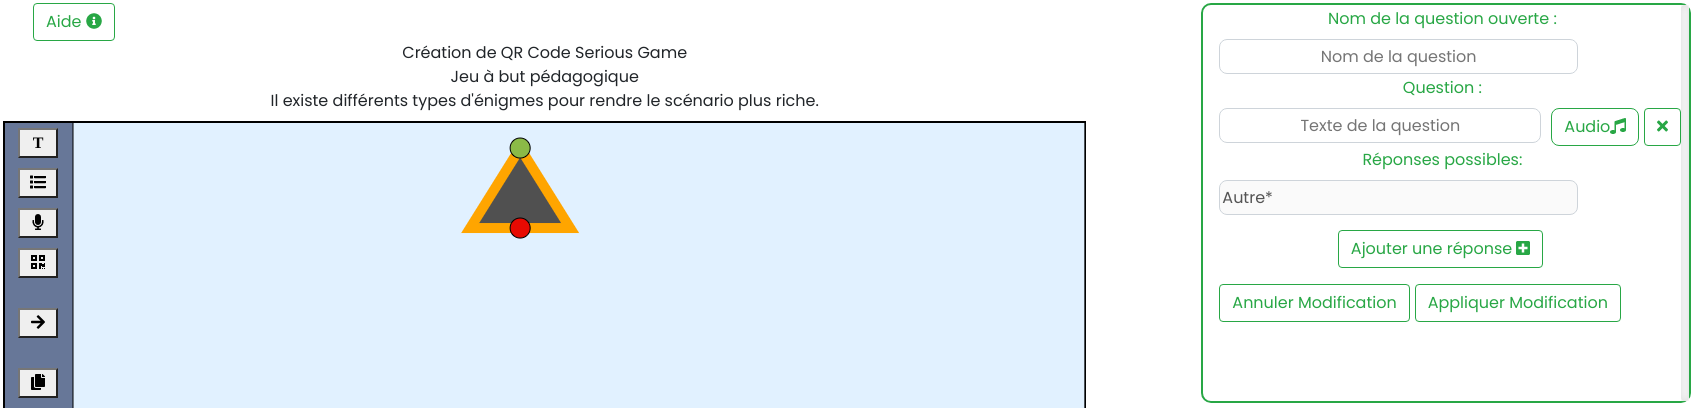 Aide
Création de QR Code Serious Game
Jeu à but pédagogique
Il existe différents types d'énigmes pour rendre le scénario plus riche.
T
Nom de la question ouverte :
Nom de la question
Question :
Texte de la question
Audio
Réponses possibles:
Autre*
Ajouter une réponse
Annuler Modification
Appliquer Modification